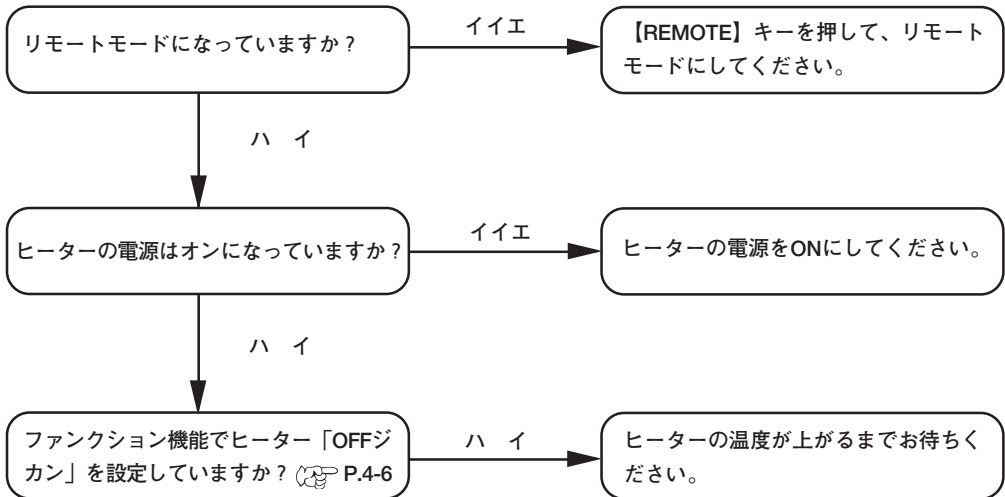 リモートモードになっていますか？
イイエ
【REMOTE】キーを押して、リモート
モードにしてください。
ハ　イ
ヒーターの電源はオンになっていますか？
イイエ
ヒーターの電源をONにしてください。
ハ　イ
ファンクション機能でヒーター「OFFジ
カン」を設定していますか？ P.4-6
ハ　イ
ヒーターの温度が上がるまでお待ちく
ださい。